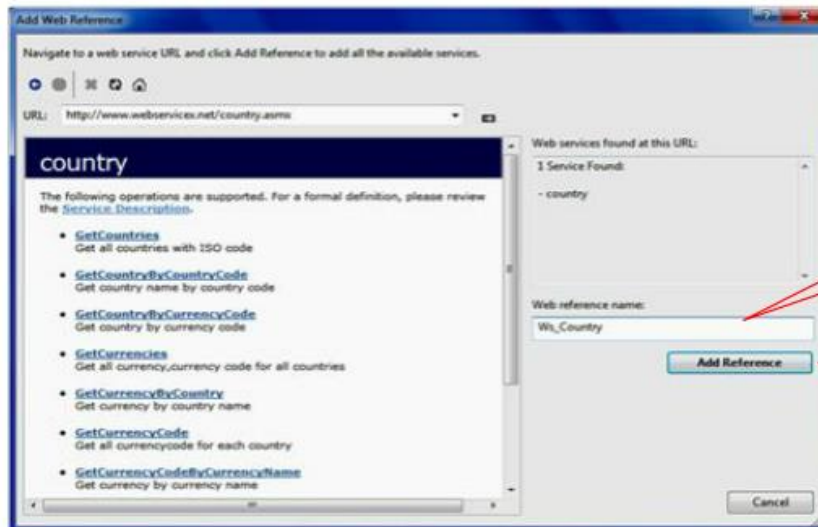 Add Web Reference
Navigate to a web service URL and click Add Reference to add all the available services.
URL: http://www.webservicex.net/country.asmx
country
The following operations are supported. For a formal definition, please review
the Service Description.
GetCountries
Get all countries with ISO code
GetCountryByCountryCode
Get country name by country code
GetCountryByCurrencyCode
Get country by currency code
GetCurrencies
Get all currency,currency code for all countries
GetCurrencyByCountry
Get currency by country name
GetCurrencyCode
Get all currencycode for each country
GetCurrencyCodeByCurrencyName
Get currency by currency name
Web services found at this URL:
1 Service Found:
- country
Web reference name:
Ws_Country
Add Reference
Cancel